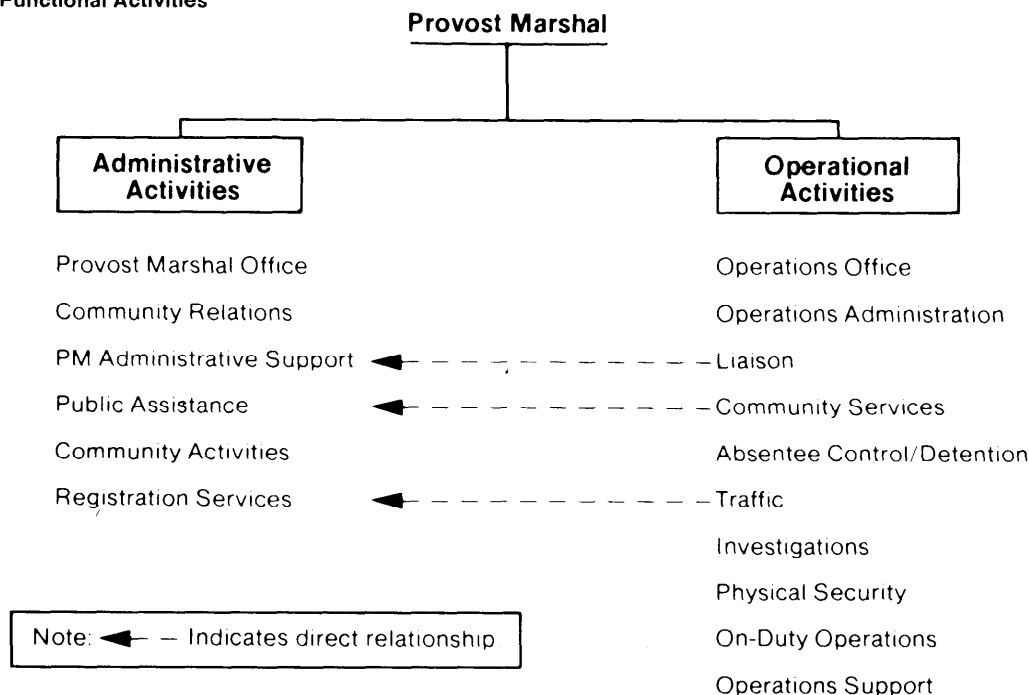 Functional Activities
Provost Marshal
Administrative
Activities
Operational
Activities
Provost Marshal Office
Community Relations
PM Administrative Support
Public Assistance
Community Activities
Registration Services
Operations Office
Operations Administration
Liaison
Community Services
Absentee Control/Detention
Traffic
Investigations
Physical Security
On-Duty Operations
Operations Support
Note: Indicates direct relationship